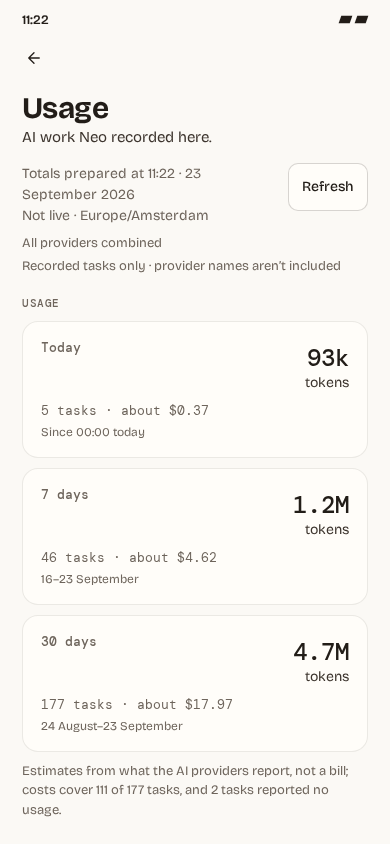 11:22
Usage
AI work Neo recorded here.
Totals prepared at 11:22 · 23
September 2026
Not live · Europe/Amsterdam
Refresh
All providers combined
Recorded tasks only · provider names aren’t included
USAGE
Today
93k
tokens
5 tasks · about $0.37
Since 00:00 today
7 days
1.2M
tokens
46 tasks · about $4.62
16–23 September
30 days
4.7M
tokens
177 tasks · about $17.97
24 August–23 September
Estimates from what the AI providers report, not a bill;
costs cover 111 of 177 tasks, and 2 tasks reported no
usage.